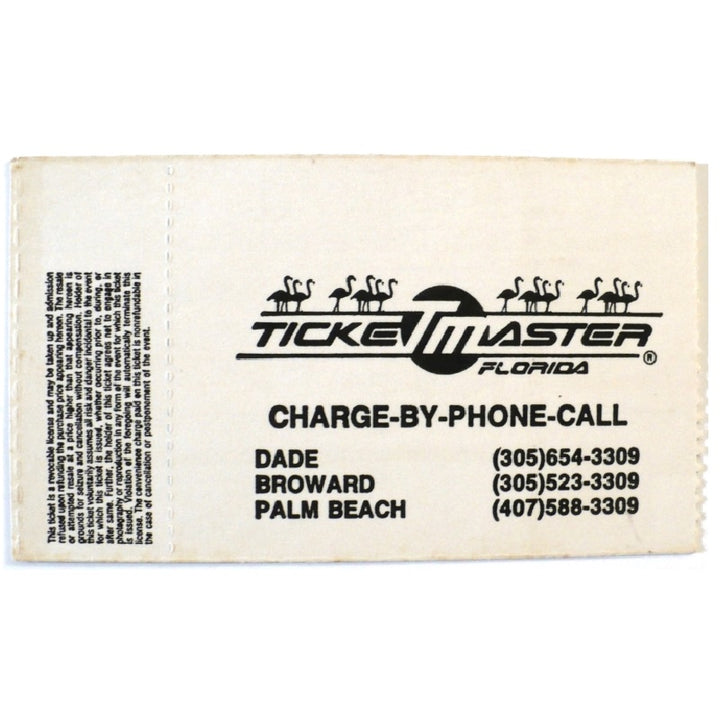 This ticket is a revocable license and may be taken up and admission
refused upon refunding the purchase price appearing hereon. The resale
or attempted resale at a price higher than that appearing hereon is
grounds for seizure and cancellation without compensation. Holder of
this ticket voluntarily assumes all risk and danger incidental to the event
for which this ticket is issued, whether occurring prior to, during, or
after same. Further, the holder of this ticket agrees not to engage in
photography or reproduction in any form of the event for which this ticket
is issued. Violation of the foregoing will automatically terminate this
license. The convenience charge paid on this ticket is nonrefundable in
the case of cancellation or postponement of the event.
TICKETMASTER
FLORIDA ®
CHARGE-BY-PHONE-CALL
DADE (305)654-3309
BROWARD (305)523-3309
PALM BEACH (407)588-3309